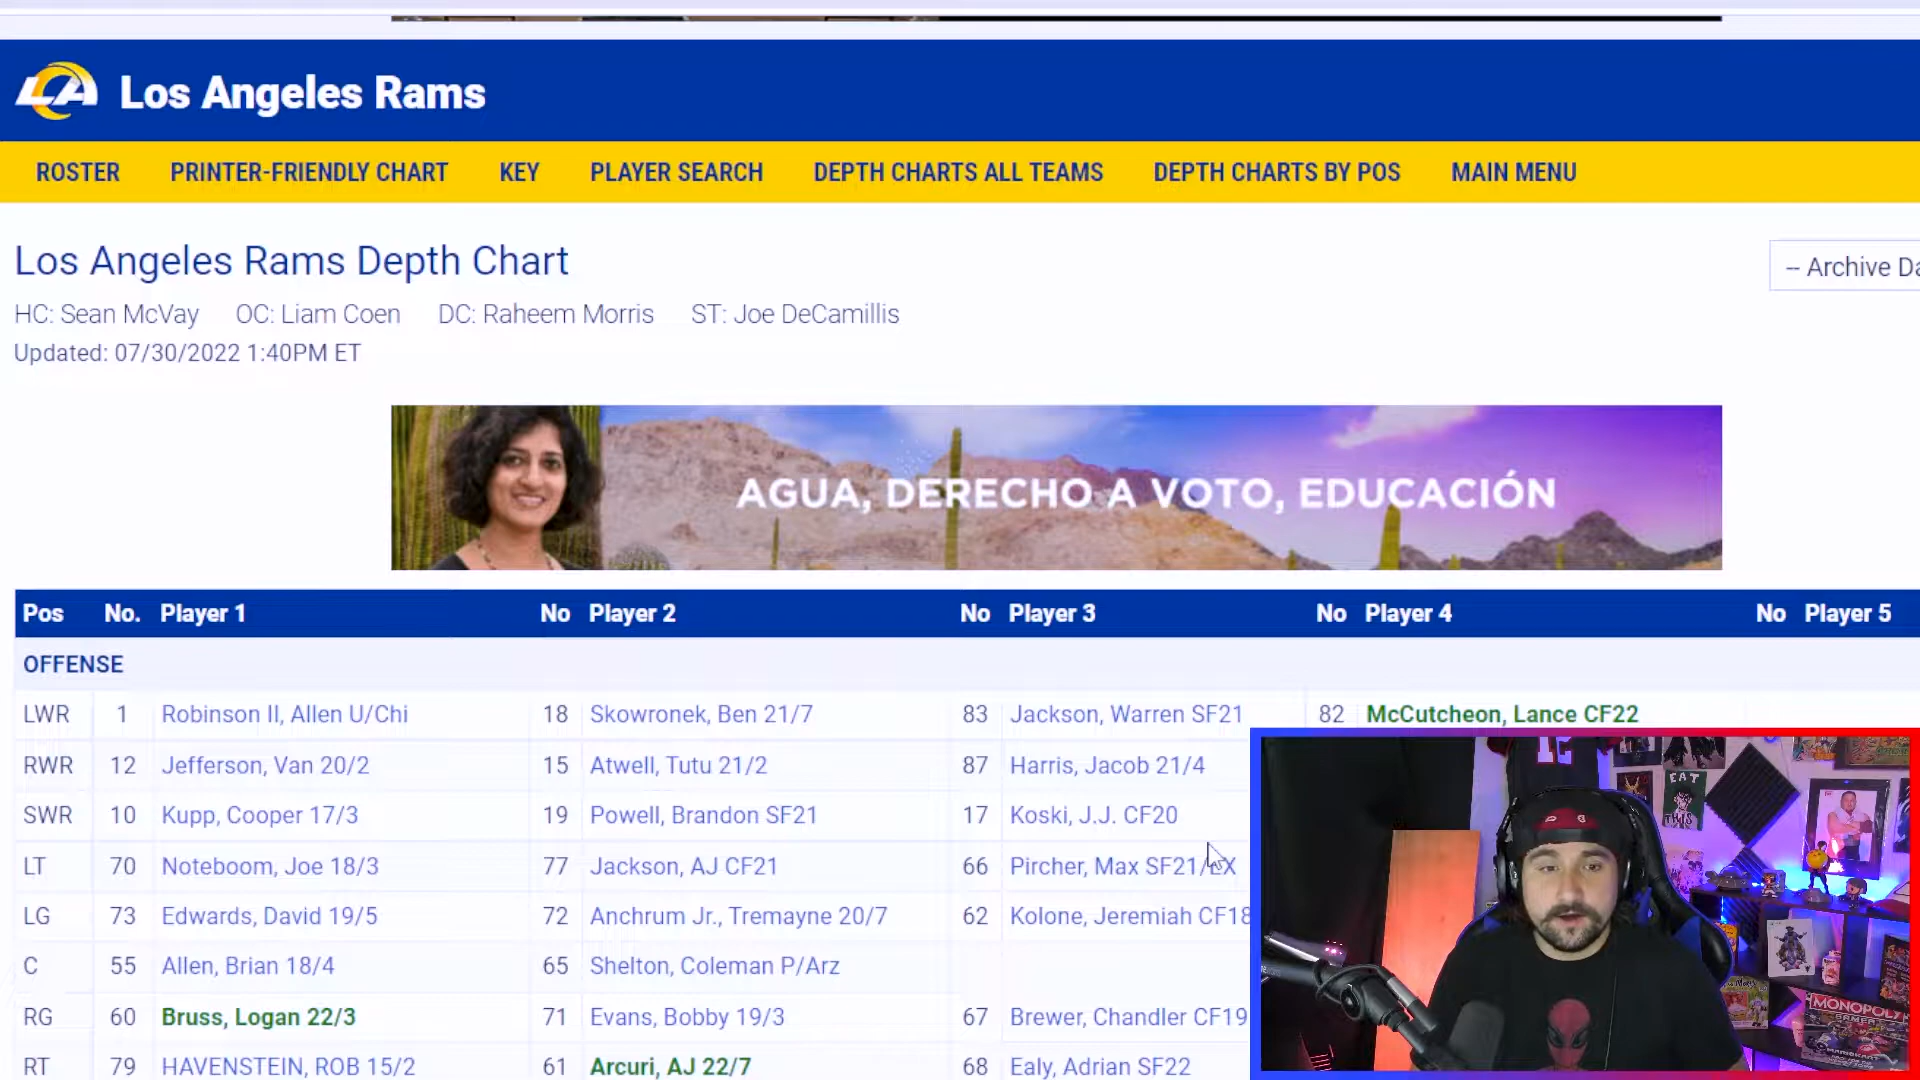 LA Los Angeles Rams
ROSTER PRINTER-FRIENDLY CHART KEY PLAYER SEARCH DEPTH CHARTS ALL TEAMS DEPTH CHARTS BY POS MAIN MENU
Los Angeles Rams Depth Chart
-- Archive Da
HC: Sean McVay OC: Liam Coen DC: Raheem Morris ST: Joe DeCamillis
Updated: 07/30/2022 1:40PM ET
AGUA, DERECHO A VOTO, EDUCACIÓN
Pos No. Player 1 No Player 2 No Player 3 No Player 4 No Player 5
OFFENSE
LWR 1 Robinson II, Allen U/Chi 18 Skowronek, Ben 21/7 83 Jackson, Warren SF21 82 McCutcheon, Lance CF22
RWR 12 Jefferson, Van 20/2 15 Atwell, Tutu 21/2 87 Harris, Jacob 21/4
SWR 10 Kupp, Cooper 17/3 19 Powell, Brandon SF21 17 Koski, J.J. CF20
LT 70 Noteboom, Joe 18/3 77 Jackson, AJ CF21 66 Pircher, Max SF21/EX
LG 73 Edwards, David 19/5 72 Anchrum Jr., Tremayne 20/7 62 Kolone, Jeremiah CF18
C 55 Allen, Brian 18/4 65 Shelton, Coleman P/Arz
RG 60 Bruss, Logan 22/3 71 Evans, Bobby 19/3 67 Brewer, Chandler CF19
RT 79 HAVENSTEIN, ROB 15/2 61 Arcuri, AJ 22/7 68 Ealy, Adrian SF22
12
EAT
THIS
MONOPOLY
GAMER